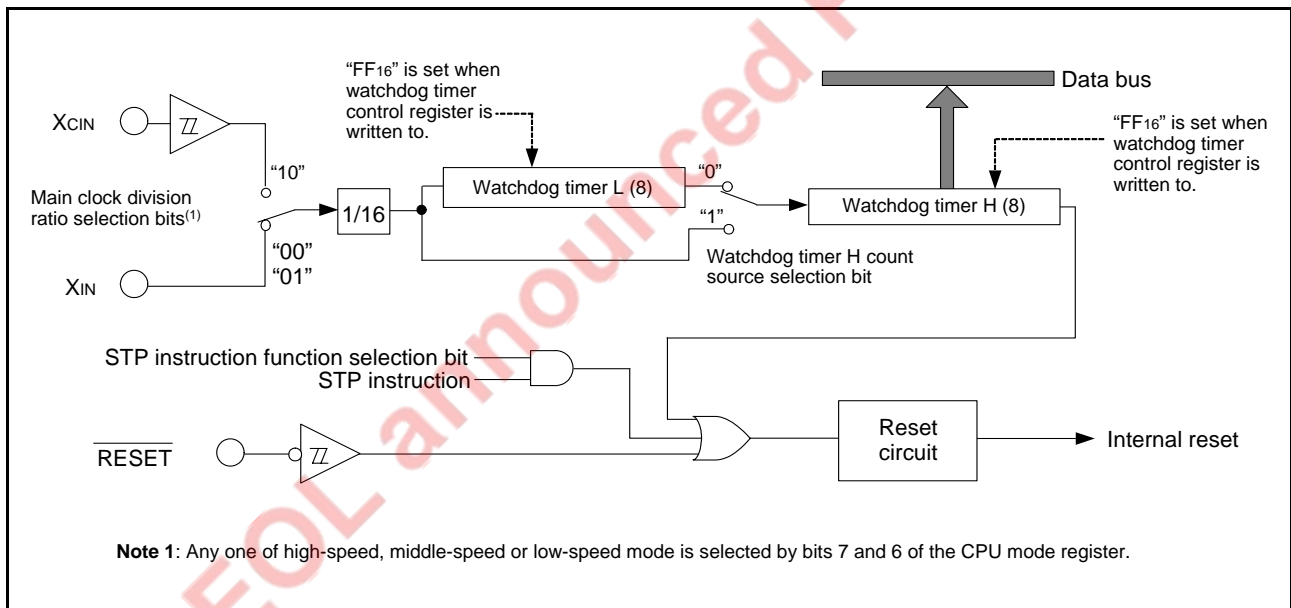 “FF16” is set when
watchdog timer
control register is
written to.
Data bus
“FF16” is set when
watchdog timer
control register is
written to.
XCIN
“10”
Main clock division
ratio selection bits(1)
1/16
Watchdog timer L (8)
“0”
Watchdog timer H (8)
“1”
“00”
“01”
Watchdog timer H count
source selection bit
XIN
STP instruction function selection bit
STP instruction
RESET
Reset
circuit
Internal reset
Note 1: Any one of high-speed, middle-speed or low-speed mode is selected by bits 7 and 6 of the CPU mode register.
EOL announced